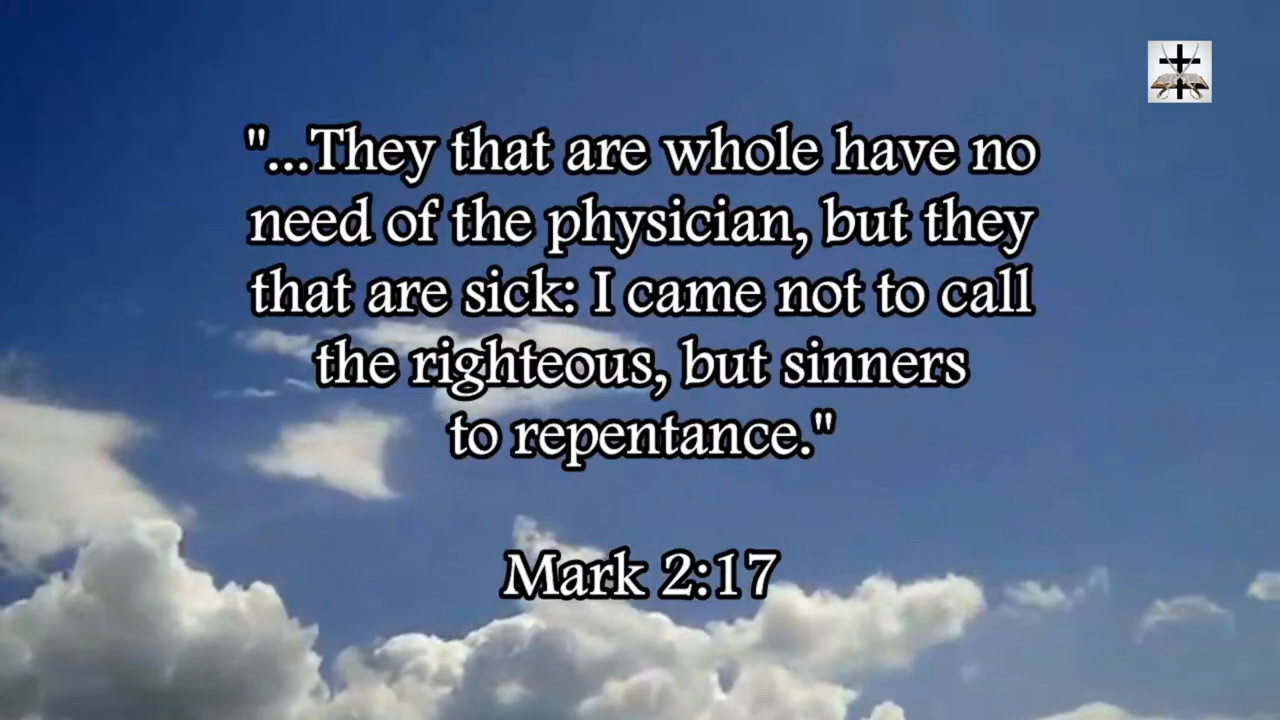 "...They that are whole have no
need of the physician, but they
that are sick: I came not to call
the righteous, but sinners
to repentance."
Mark 2:17